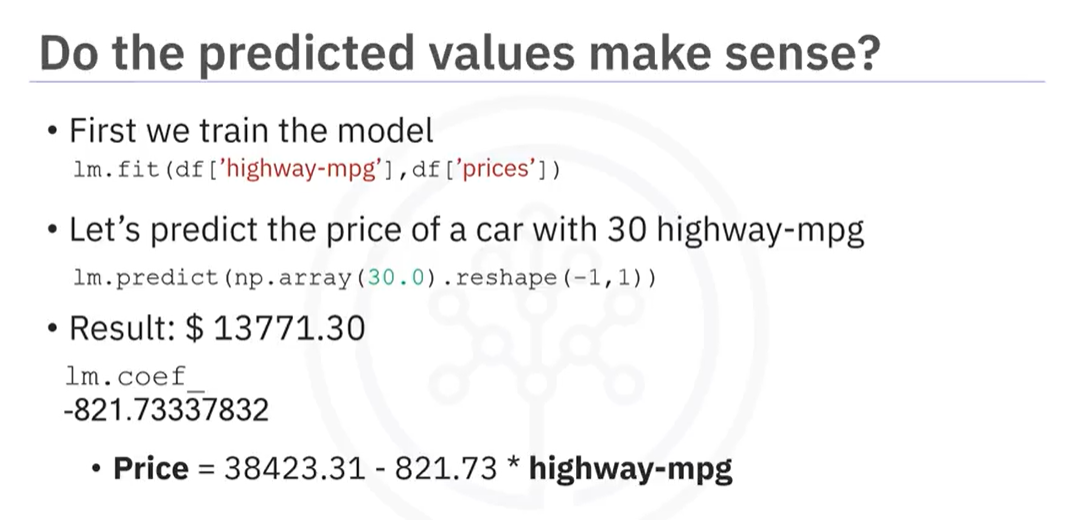 Do the predicted values make sense?
• First we train the model
lm.fit(df['highway-mpg'],df['prices'])
• Let's predict the price of a car with 30 highway-mpg
lm.predict(np.array(30.0).reshape(-1,1))
• Result: $ 13771.30
lm.coef_
-821.73337832
• Price = 38423.31 - 821.73 * highway-mpg